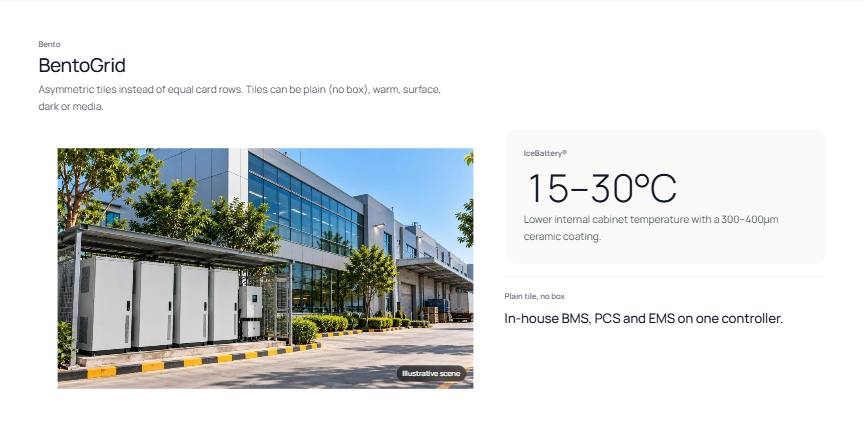 Bento
BentoGrid
Asymmetric tiles instead of equal card rows. Tiles can be plain (no box), warm, surface,
dark or media.
Illustrative scene
IceBattery®
15–30°C
Lower internal cabinet temperature with a 300–400µm
ceramic coating.
Plain tile, no box
In-house BMS, PCS and EMS on one controller.